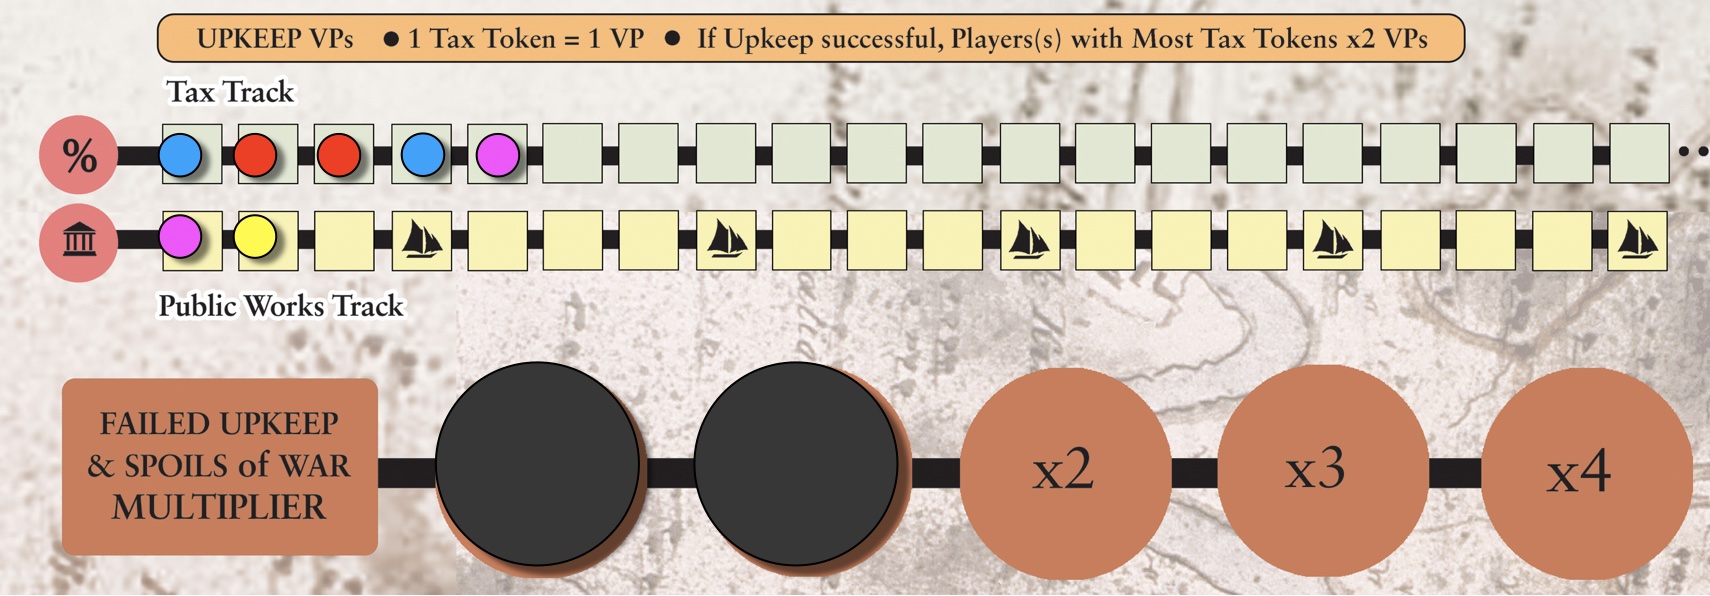 UPKEEP VPs ● 1 Tax Token = 1 VP ● If Upkeep successful, Players(s) with Most Tax Tokens x2 VPs
Tax Track
%
Public Works Track
FAILED UPKEEP
& SPOILS of WAR
MULTIPLIER
x2
x3
x4